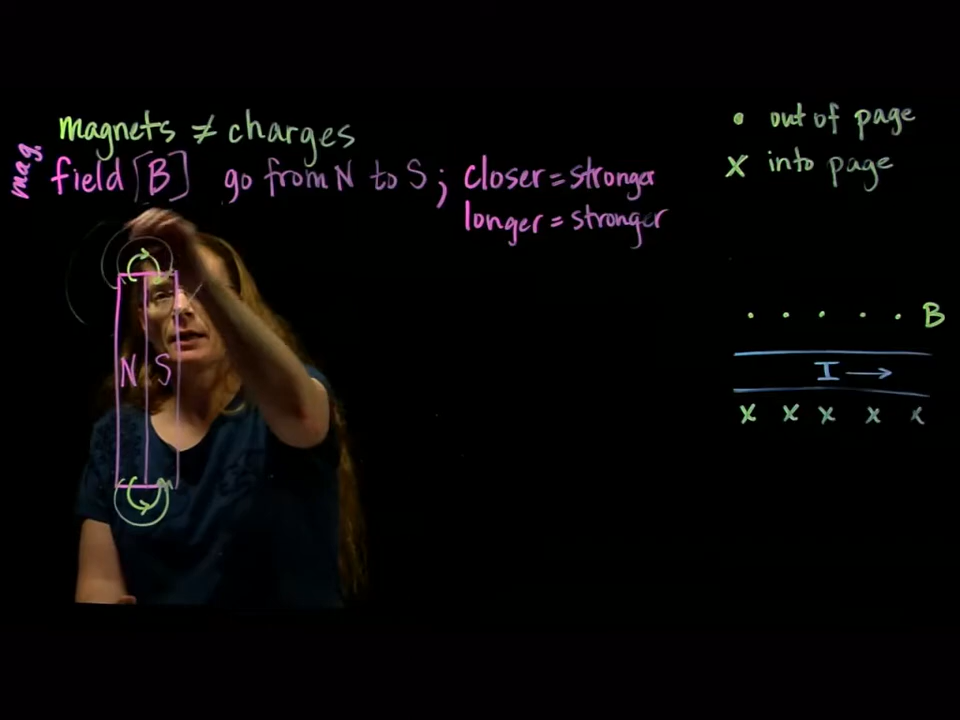 magnets ≠ charges
mag. field [B] go from N to S; closer = stronger
longer = stronger
N S
• out of page
x into page
. . . . . B
I →
x x x x x